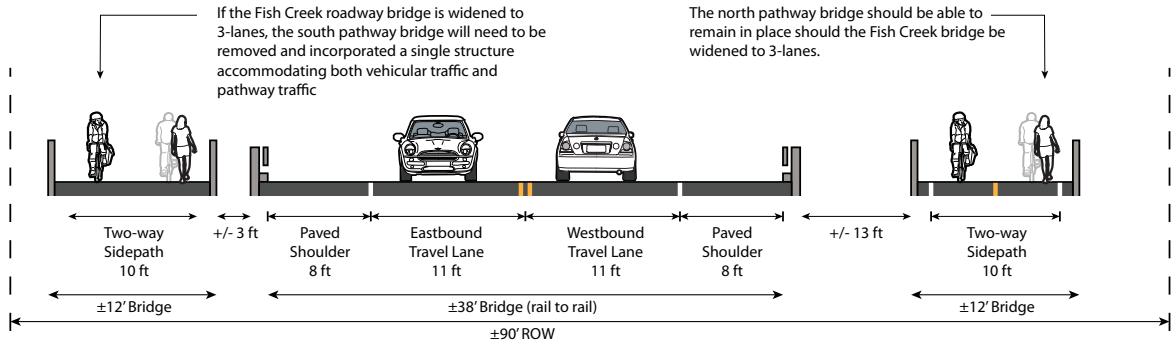 If the Fish Creek roadway bridge is widened to
3-lanes, the south pathway bridge will need to be
removed and incorporated a single structure
accommodating both vehicular traffic and
pathway traffic
The north pathway bridge should be able to
remain in place should the Fish Creek bridge be
widened to 3-lanes.
Two-way
Sidepath
10 ft
+/- 3 ft
Paved
Shoulder
8 ft
Eastbound
Travel Lane
11 ft
Westbound
Travel Lane
11 ft
Paved
Shoulder
8 ft
+/- 13 ft
Two-way
Sidepath
10 ft
±12' Bridge
±38' Bridge (rail to rail)
±12' Bridge
±90' ROW